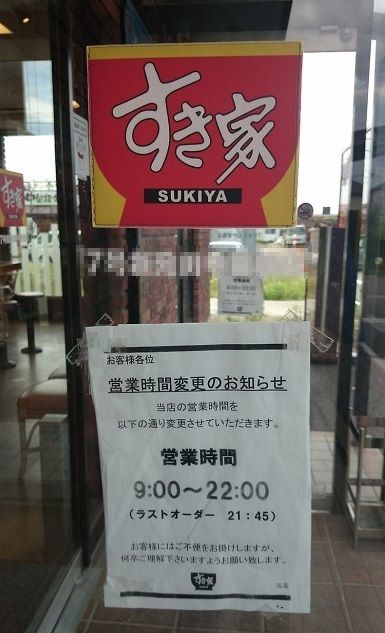 すき家
SUKIYA
すき家
SUKIYA
お客様各位
営業時間変更のお知らせ
当店の営業時間を
以下の通り変更させていただきます。
営業時間
9:00～22:00
(ラストオーダー 21:45)
お客様にはご不便をお掛けしますが、
何卒ご理解下さいますようお願い致します。
すき家
店長